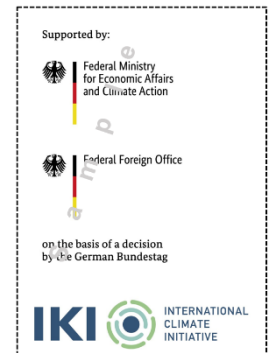 Supported by:
Federal Ministry
for Economic Affairs
and Climate Action
Federal Foreign Office
on the basis of a decision
by the German Bundestag
Sample
IKI
INTERNATIONAL
CLIMATE
INITIATIVE